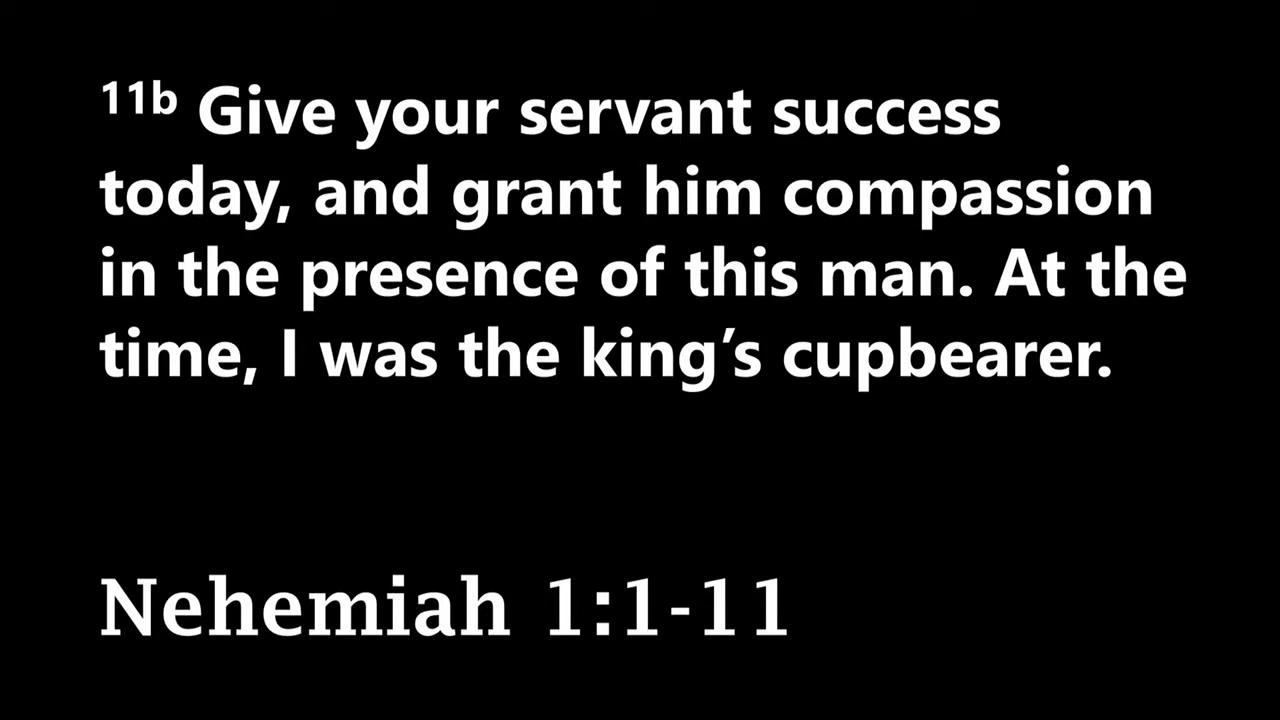 11b Give your servant success
today, and grant him compassion
in the presence of this man. At the
time, I was the king’s cupbearer.
Nehemiah 1:1-11